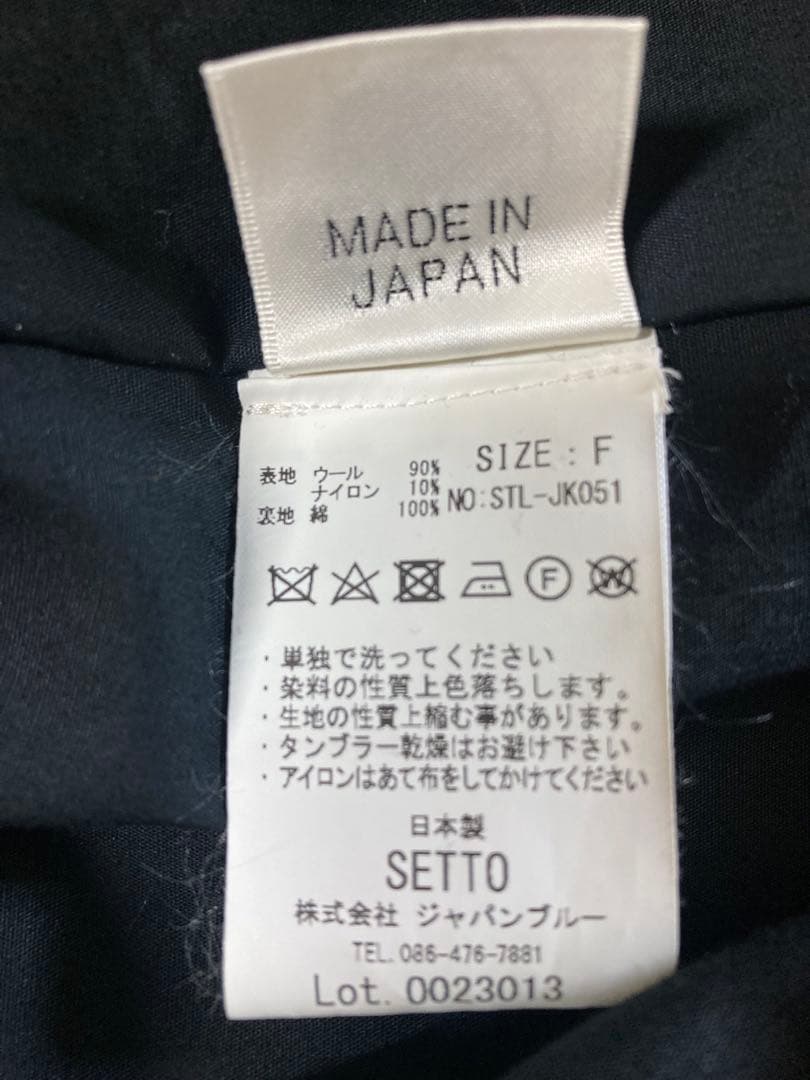 MADE IN
JAPAN
SIZE : F
表地 ウール 90%
ナイロン 10%
裏地 綿 100%
NO:STL-JK051
F W
・単独で洗ってください
・染料の性質上色落ちします。
・生地の性質上縮む事があります。
・タンブラー乾燥はお避け下さい
・アイロンはあて布をしてかけてください
日本製
SETTO
株式会社 ジャパンブルー
TEL.086-476-7881
Lot. 0023013